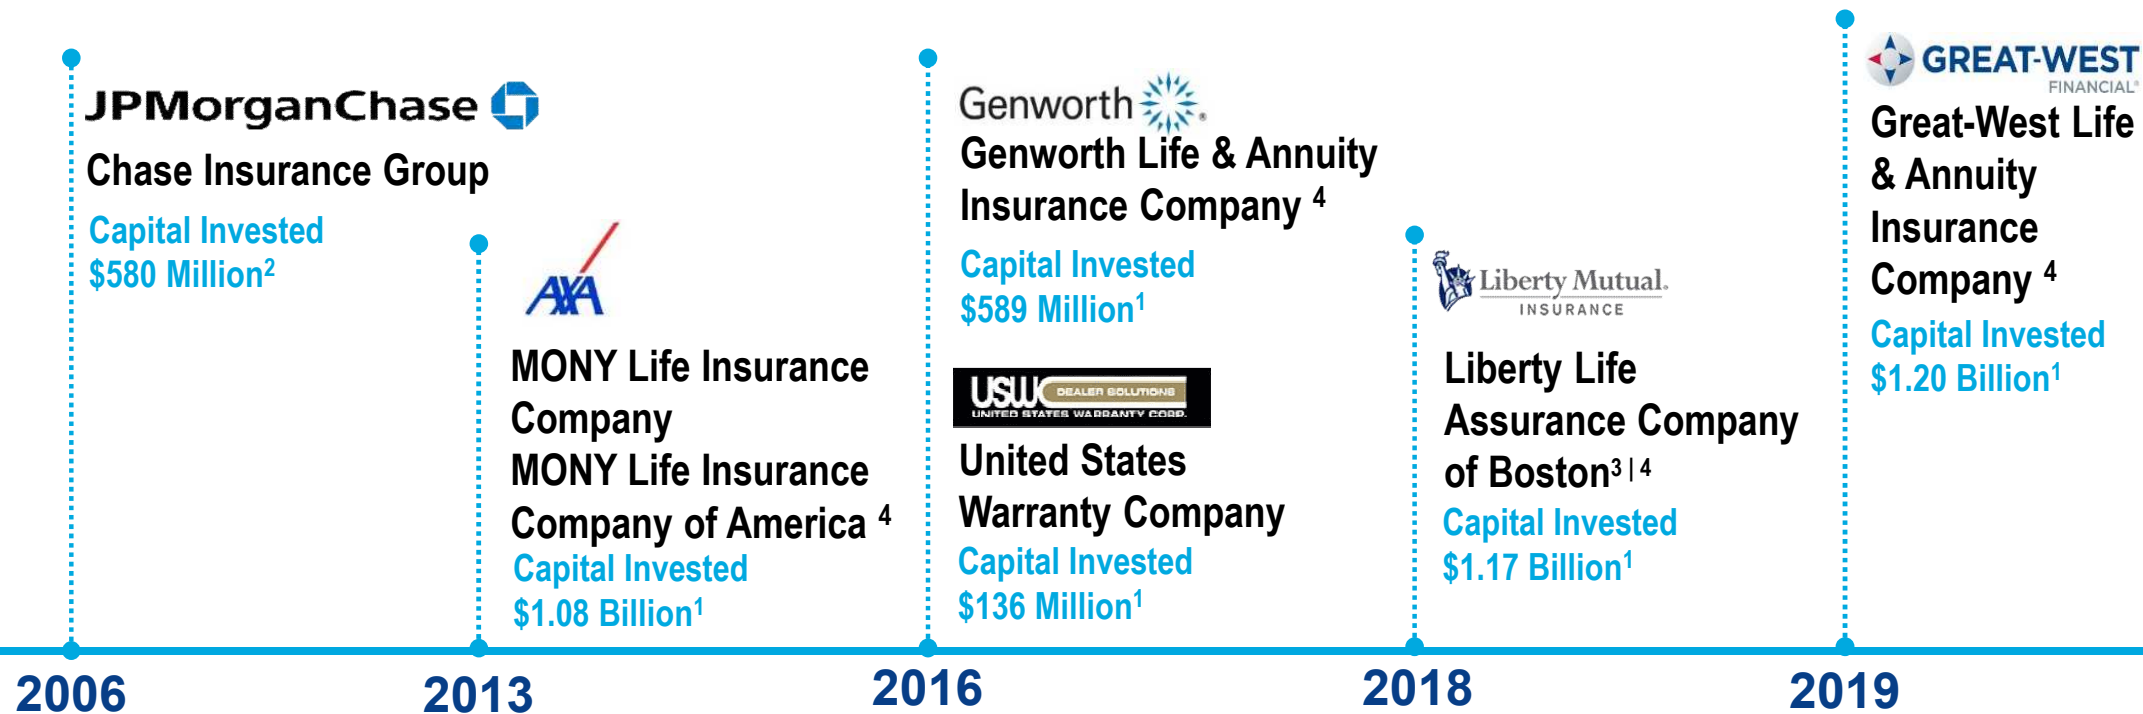 JPMorganChase
Chase Insurance Group
Capital Invested
$580 Million2
AXA
MONY Life Insurance
Company
MONY Life Insurance
Company of America 4
Capital Invested
$1.08 Billion1
Genworth
Genworth Life & Annuity
Insurance Company 4
Capital Invested
$589 Million1
USWC DEALER SOLUTIONS
UNITED STATES WARRANTY CORP.
United States
Warranty Company
Capital Invested
$136 Million1
Liberty Mutual.
INSURANCE
Liberty Life
Assurance Company
of Boston3 | 4
Capital Invested
$1.17 Billion1
GREAT-WEST
FINANCIAL®
Great-West Life
& Annuity
Insurance
Company 4
Capital Invested
$1.20 Billion1
2006
2013
2016
2018
2019